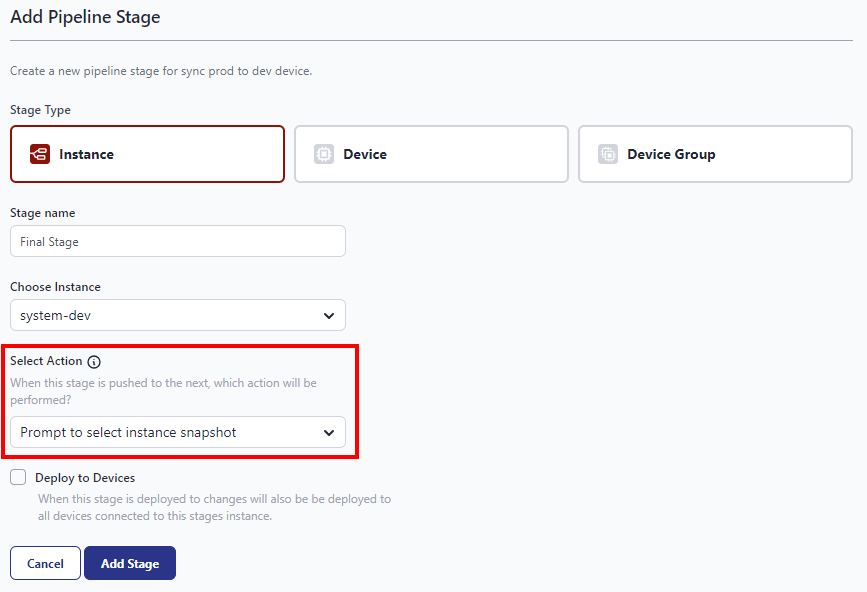 Add Pipeline Stage
Create a new pipeline stage for sync prod to dev device.
Stage Type
Instance
Device
Device Group
Stage name
Final Stage
Choose Instance
system-dev
Select Action
When this stage is pushed to the next, which action will be
performed?
Prompt to select instance snapshot
Deploy to Devices
When this stage is deployed to changes will also be be deployed to
all devices connected to this stages instance.
Cancel
Add Stage